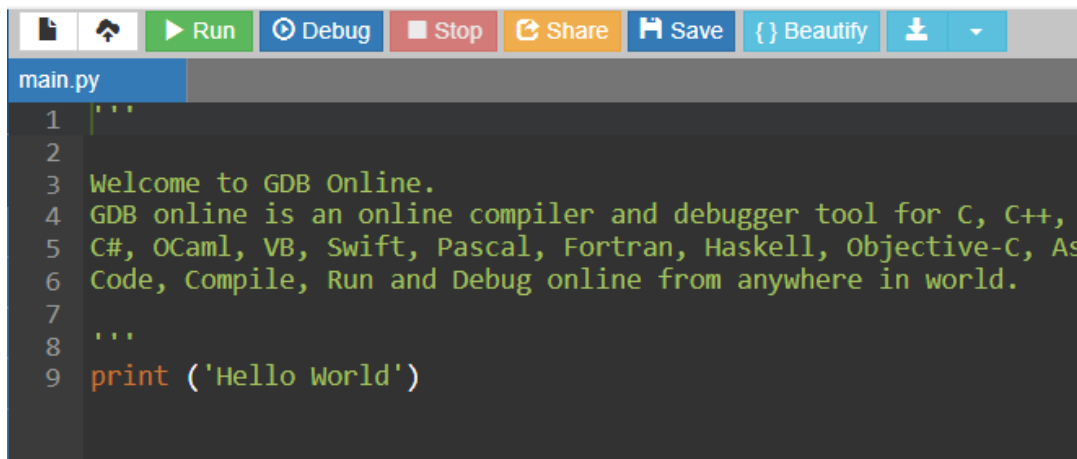 Run Debug Stop Share Save { } Beautify
main.py
1 '''
2
3 Welcome to GDB Online.
4 GDB online is an online compiler and debugger tool for C, C++,
5 C#, OCaml, VB, Swift, Pascal, Fortran, Haskell, Objective-C, As
6 Code, Compile, Run and Debug online from anywhere in world.
7
8 '''
9 print ('Hello World')